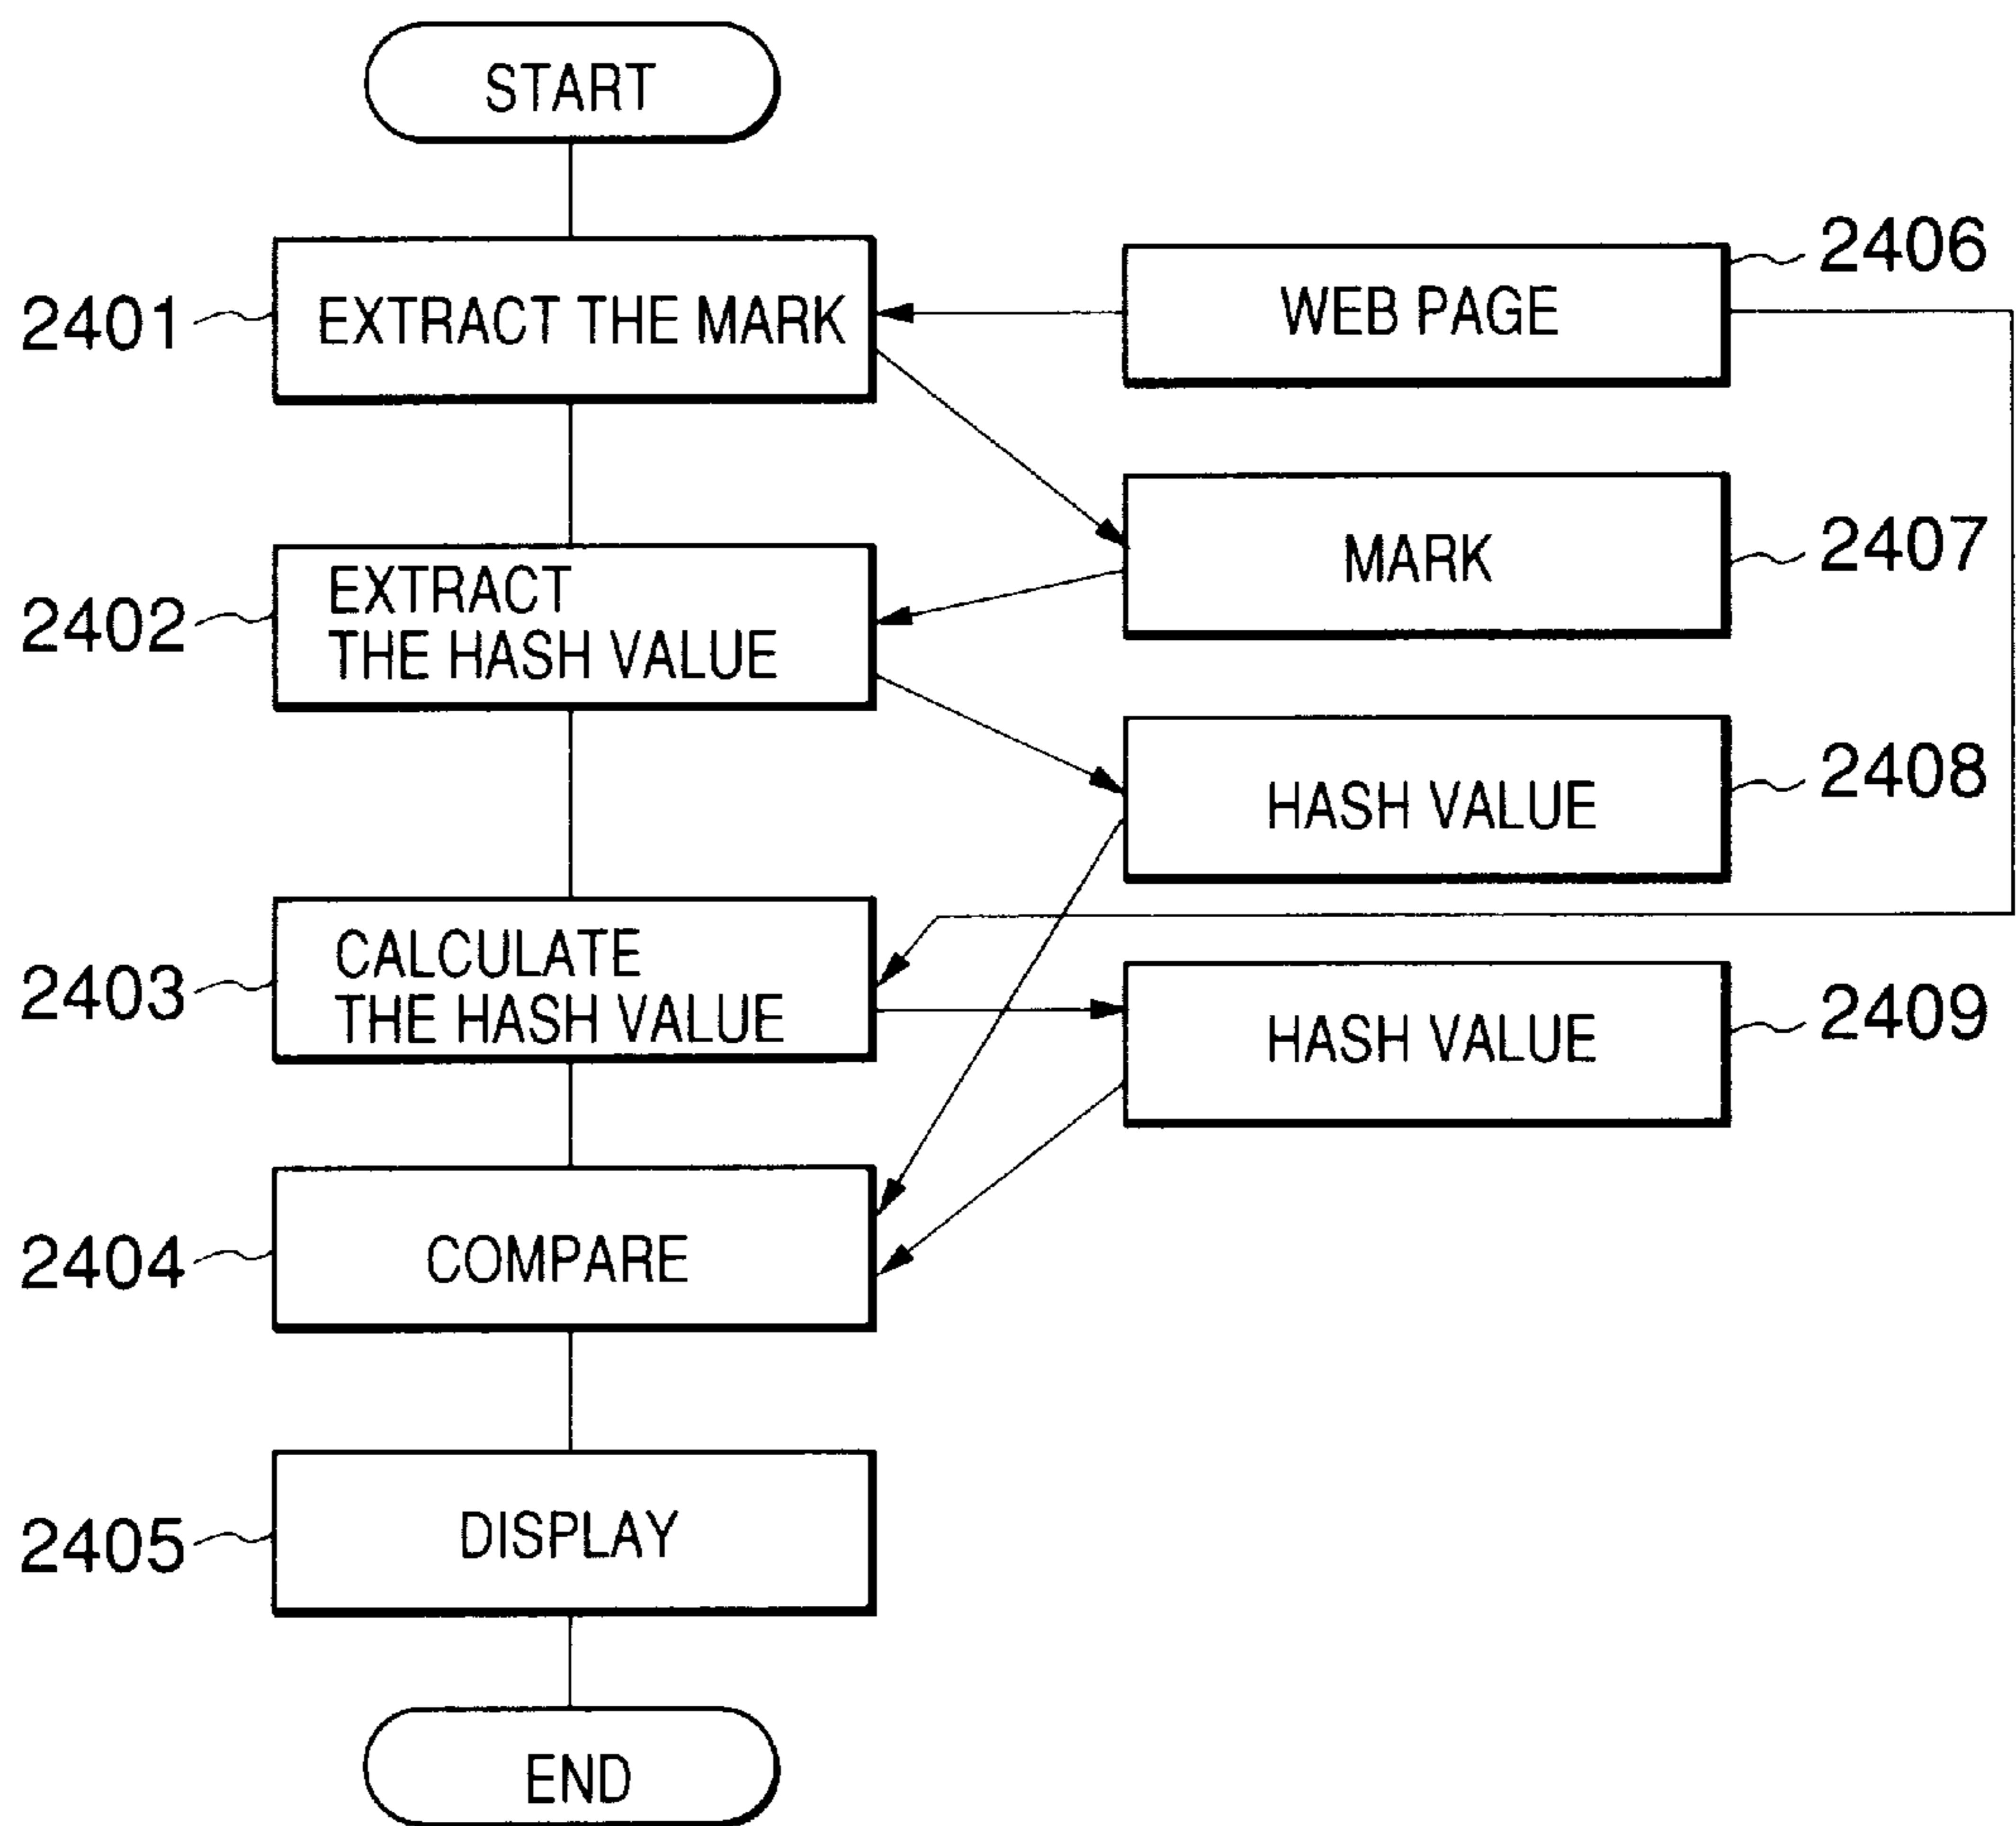 START
2401
EXTRACT THE MARK
WEB PAGE
2406
MARK
2407
2402
EXTRACT
THE HASH VALUE
HASH VALUE
2408
2403
CALCULATE
THE HASH VALUE
HASH VALUE
2409
2404
COMPARE
2405
DISPLAY
END